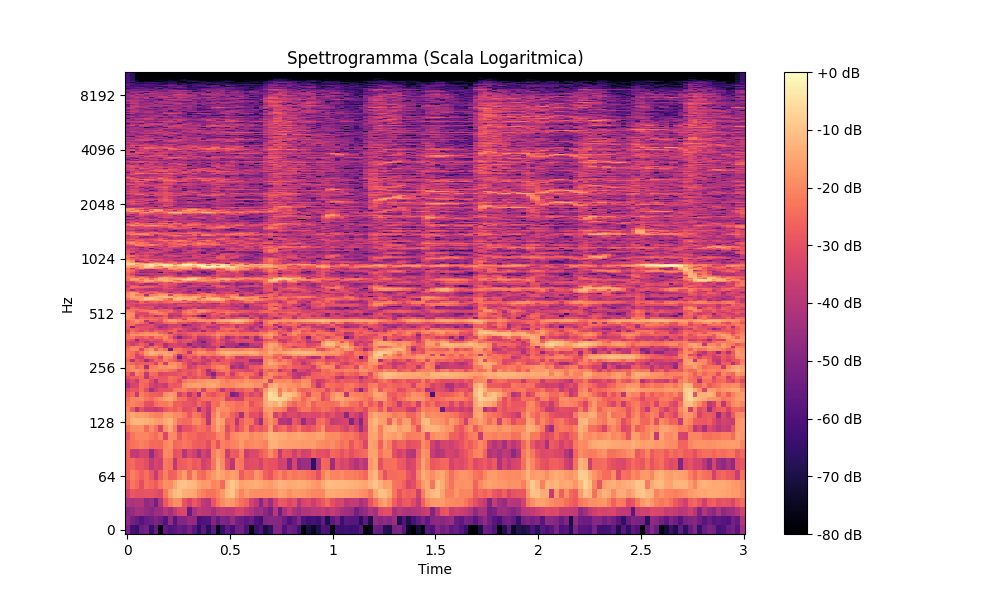 Spettrogramma (Scala Logaritmica)
Hz
8192
4096
2048
1024
512
256
128
64
0
0 0.5 1 1.5 2 2.5 3
Time
+0 dB
-10 dB
-20 dB
-30 dB
-40 dB
-50 dB
-60 dB
-70 dB
-80 dB